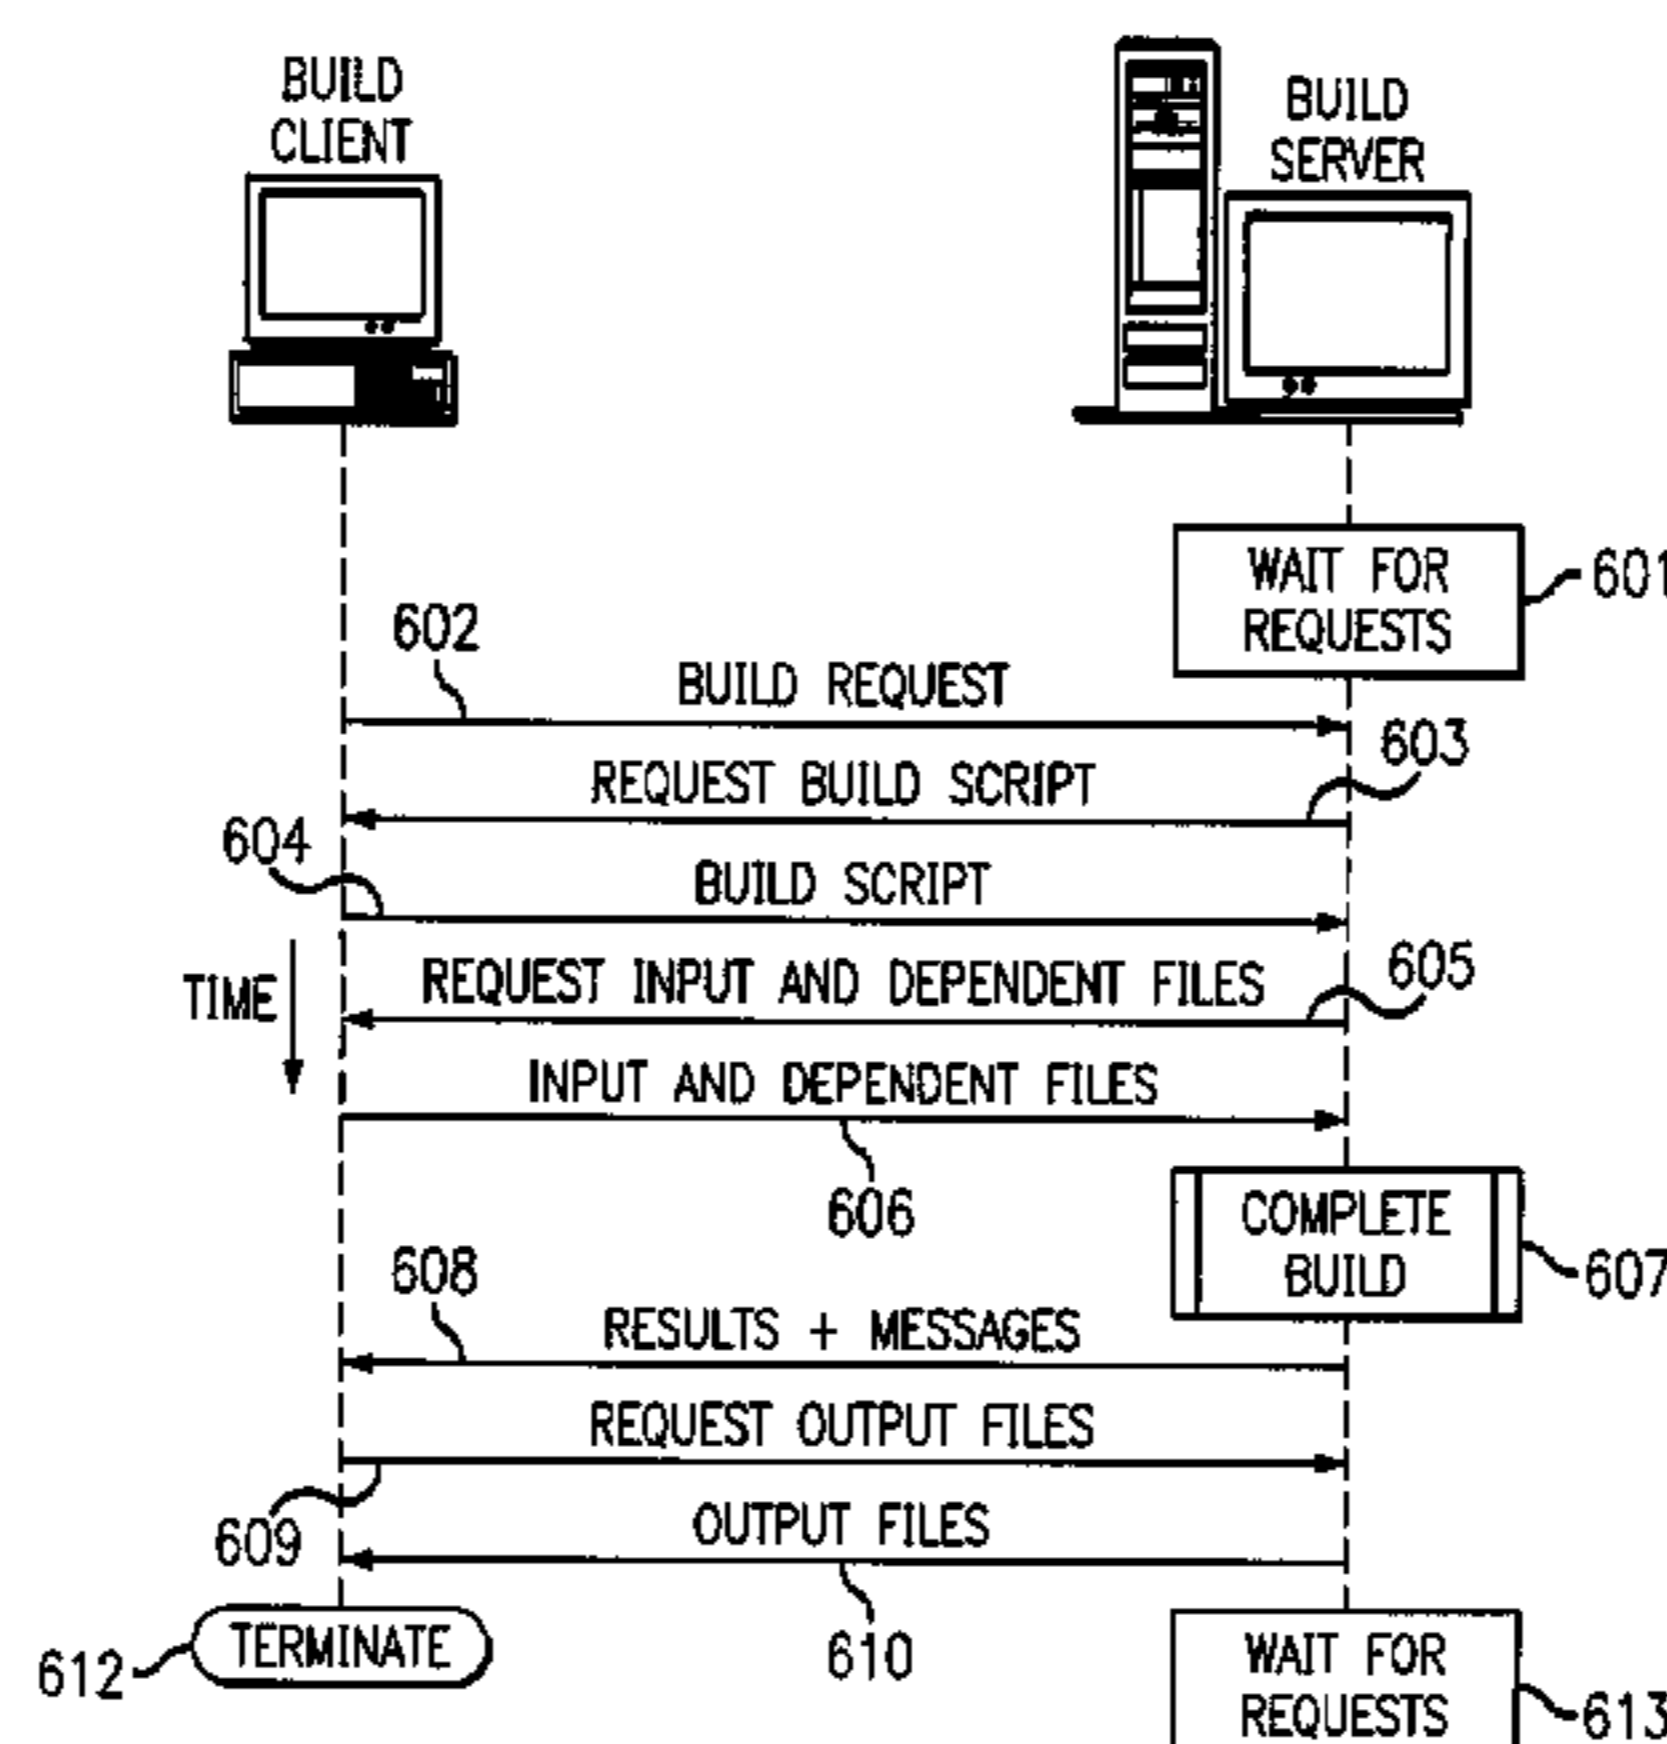 BUILD
CLIENT
BUILD
SERVER
WAIT FOR
REQUESTS
601
602
BUILD REQUEST
603
REQUEST BUILD SCRIPT
604
BUILD SCRIPT
TIME
REQUEST INPUT AND DEPENDENT FILES
605
INPUT AND DEPENDENT FILES
606
COMPLETE
BUILD
607
608
RESULTS + MESSAGES
REQUEST OUTPUT FILES
609
OUTPUT FILES
610
612
TERMINATE
WAIT FOR
REQUESTS
613